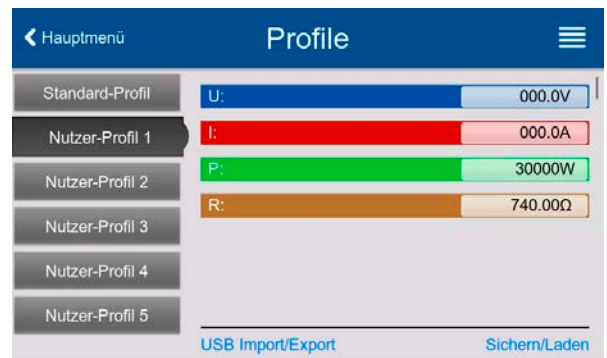 Hauptmenü
Profile
Standard-Profil
Nutzer-Profil 1
Nutzer-Profil 2
Nutzer-Profil 3
Nutzer-Profil 4
Nutzer-Profil 5
U: 000.0V
I: 000.0A
P: 30000W
R: 740.00Ω
USB Import/Export
Sichern/Laden